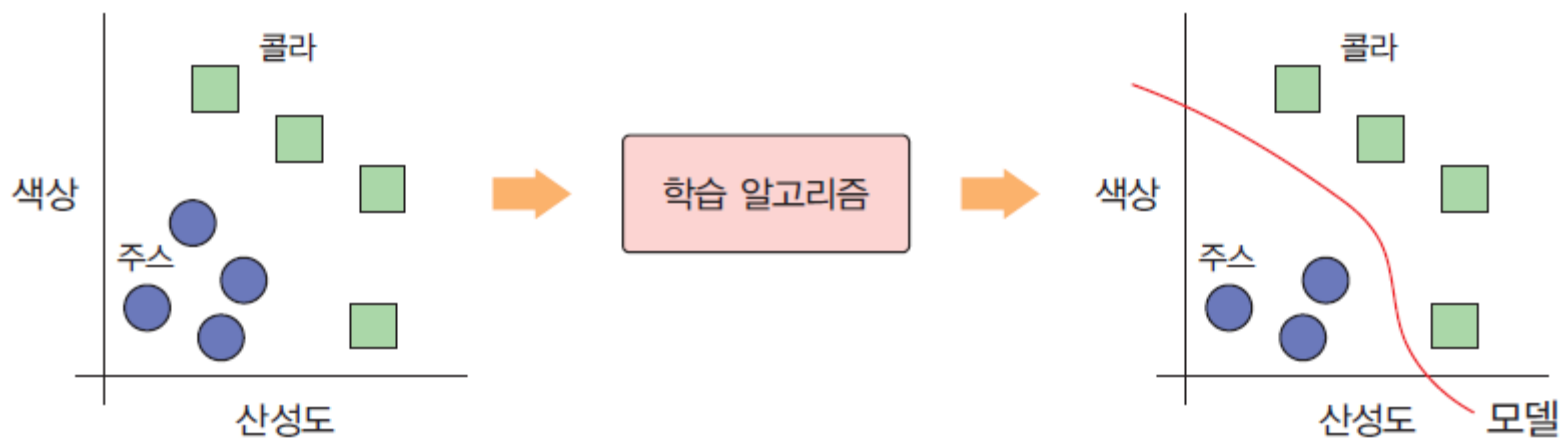 콜라
색상
주스
산성도
학습 알고리즘
콜라
색상
주스
산성도
모델